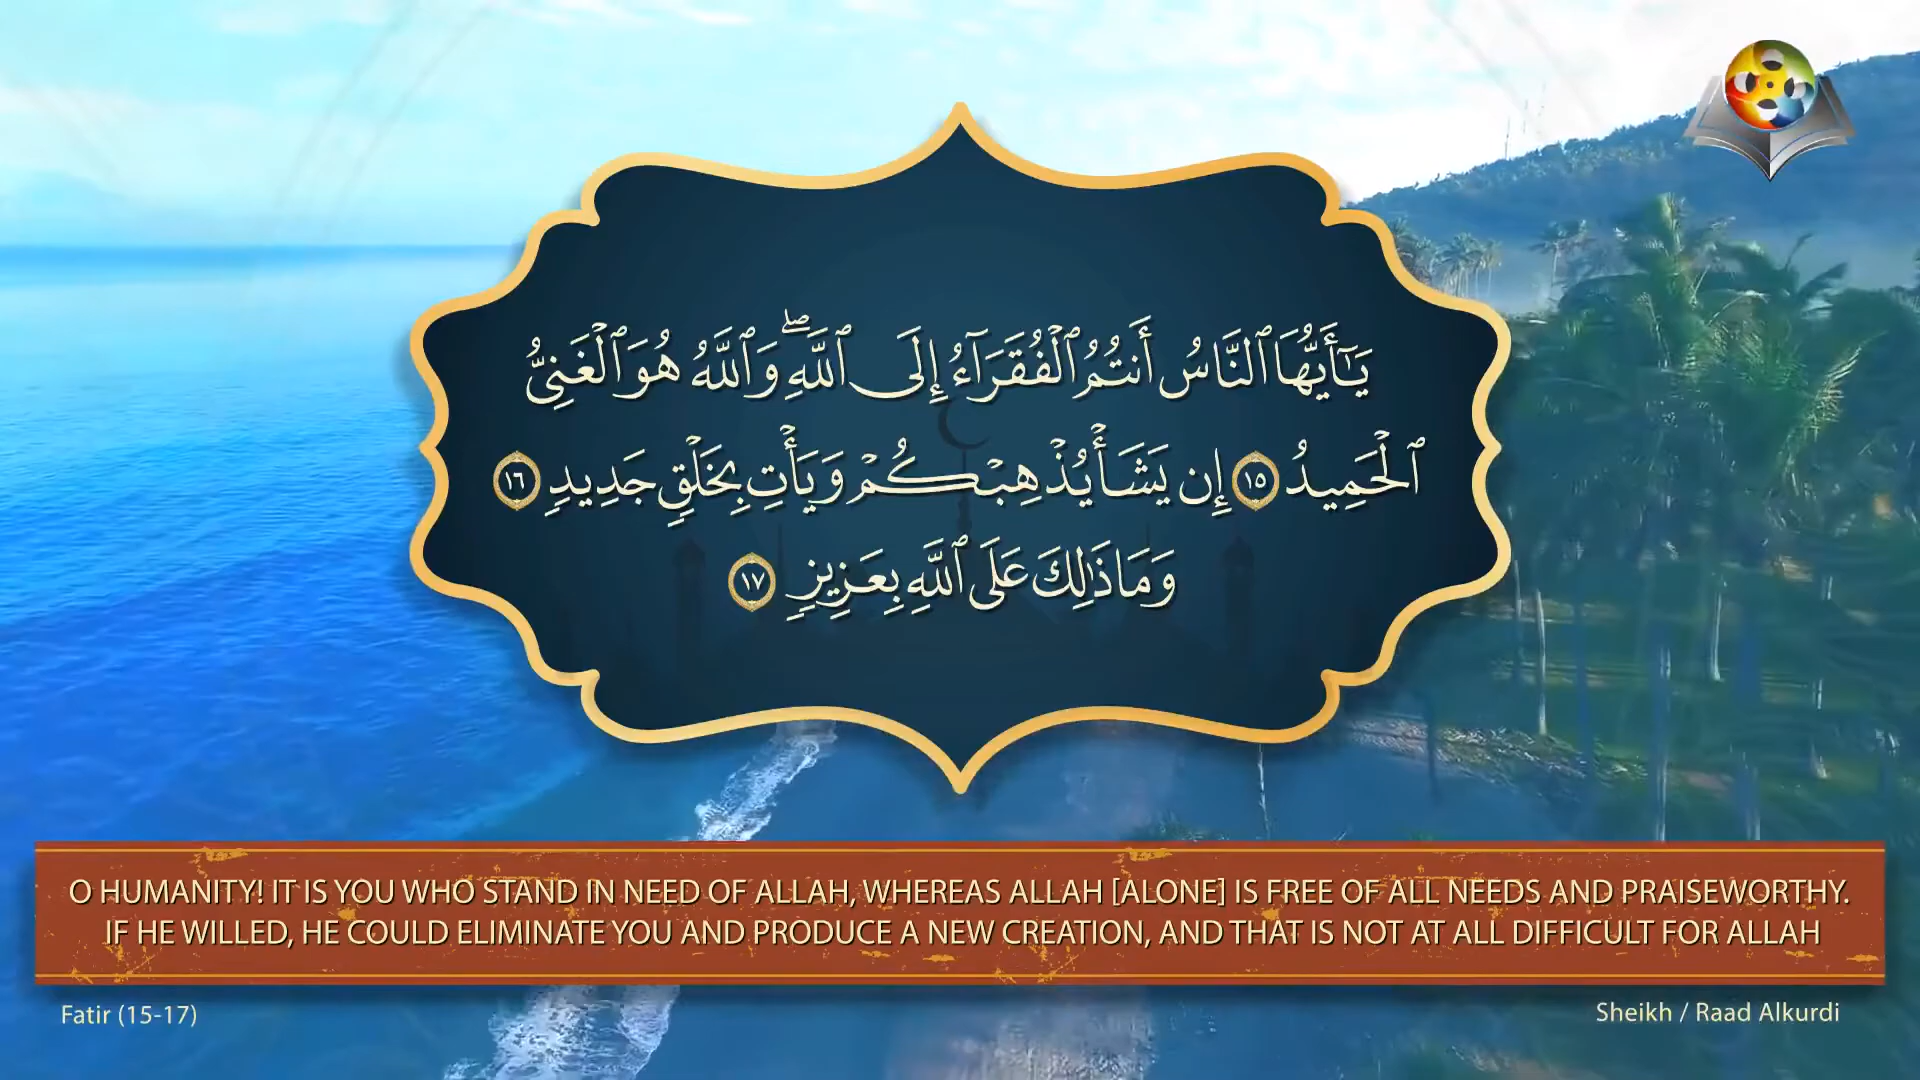 يَٰٓأَيُّهَا ٱلنَّاسُ أَنتُمُ ٱلْفُقَرَآءُ إِلَى ٱللَّهِۖ وَٱللَّهُ هُوَ ٱلْغَنِىُّ
ٱلْحَمِيدُ ١٥ إِن يَشَأْ يُذْهِبْكُمْ وَيَأْتِ بِخَلْقٍۢ جَدِيدٍۢ ١٦
وَمَا ذَٰلِكَ عَلَى ٱللَّهِ بِعَزِيزٍۢ ١٧
O HUMANITY! IT IS YOU WHO STAND IN NEED OF ALLAH, WHEREAS ALLAH [ALONE] IS FREE OF ALL NEEDS AND PRAISEWORTHY.
IF HE WILLED, HE COULD ELIMINATE YOU AND PRODUCE A NEW CREATION, AND THAT IS NOT AT ALL DIFFICULT FOR ALLAH
Fatir (15-17)
Sheikh / Raad Alkurdi